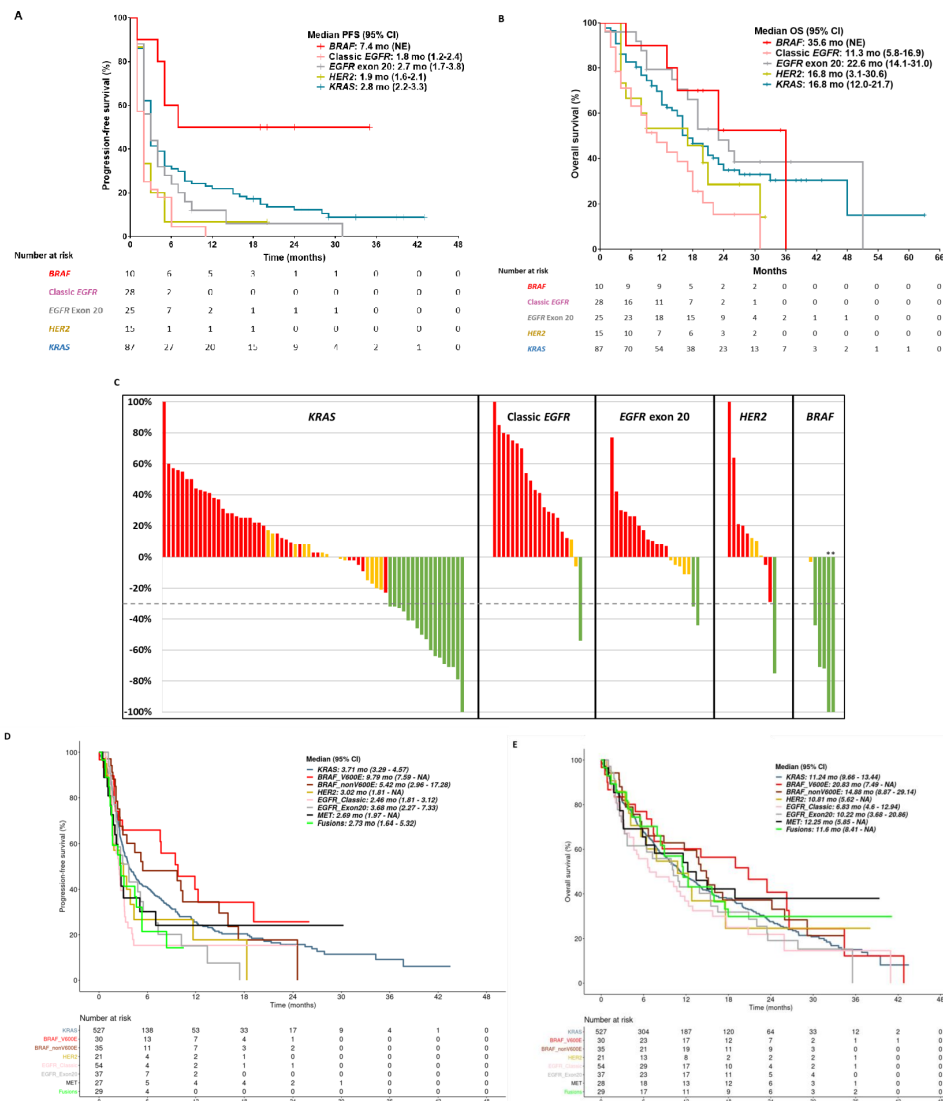 A
Median PFS (95% CI)
BRAF: 7.4 mo (NE)
Classic EGFR: 1.8 mo (1.2-2.4)
EGFR exon 20: 2.7 mo (1.7-3.8)
HER2: 1.9 mo (1.6-2.1)
KRAS: 2.8 mo (2.2-3.3)
Progression-free survival (%)
100
80
60
40
20
0
0 6 12 18 24 30 36 42 48
Time (months)
Number at risk
BRAF 10 6 5 3 1 1 0 0 0
Classic EGFR 28 2 0 0 0 0 0 0 0
EGFR Exon 20 25 7 2 1 1 1 0 0 0
HER2 15 1 1 1 0 0 0 0 0
KRAS 87 27 20 15 9 4 2 1 0
B
Median OS (95% CI)
BRAF: 35.6 mo (NE)
Classic EGFR: 11.3 mo (5.8-16.9)
EGFR exon 20: 22.6 mo (14.1-31.0)
HER2: 16.8 mo (3.1-30.6)
KRAS: 16.8 mo (12.0-21.7)
Overall survival (%)
100
80
60
40
20
0
0 6 12 18 24 30 36 42 48 54 60 66
Months
Number at risk
BRAF 10 9 9 5 2 2 0 0 0 0 0 0
Classic EGFR 28 16 11 7 2 1 0 0 0 0 0 0
EGFR Exon 20 25 23 18 15 9 4 2 1 1 0 0 0
HER2 15 10 7 6 3 2 0 0 0 0 0 0
KRAS 87 70 54 38 23 13 7 3 2 1 1 0
C
KRAS Classic EGFR EGFR exon 20 HER2 BRAF
100%
80%
60%
40%
20%
0%
-20%
-40%
-60%
-80%
-100%
**
D
Median (95% CI)
KRAS: 3.71 mo (3.29 - 4.57)
BRAF_V600E: 9.79 mo (7.59 - NA)
BRAF_nonV600E: 5.42 mo (2.96 - 17.28)
HER2: 3.02 mo (1.81 - NA)
EGFR_Classic: 2.46 mo (1.81 - 3.12)
EGFR_Exon20: 3.68 mo (2.27 - 7.33)
MET: 2.69 mo (1.97 - NA)
Fusions: 2.73 mo (1.64 - 5.32)
Progression-free survival (%)
100
80
60
40
20
0
0 6 12 18 24 30 36 42 48
Time (months)
Number at risk
KRAS 527 138 53 33 17 9 4 1 0
BRAF_V600E 30 13 7 4 1 0 0 0 0
BRAF_nonV600E 35 11 7 3 2 0 0 0 0
HER2 21 4 2 1 0 0 0 0 0
EGFR_Classic 54 4 2 1 1 0 0 0 0
EGFR_Exon20 37 7 2 0 0 0 0 0 0
MET 27 5 4 4 2 1 0 0 0
Fusions 29 4 0 0 0 0 0 0 0
0 6 12 18 24 30 36 42 48
Time (months)
E
Median (95% CI)
KRAS: 11.24 mo (9.66 - 13.44)
BRAF_V600E: 20.83 mo (7.49 - NA)
BRAF_nonV600E: 14.88 mo (8.87 - 29.14)
HER2: 10.81 mo (5.62 - NA)
EGFR_Classic: 6.83 mo (4.6 - 12.94)
EGFR_Exon20: 10.22 mo (3.68 - 20.86)
MET: 12.25 mo (5.85 - NA)
Fusions: 11.6 mo (8.41 - NA)
Overall survival (%)
100
80
60
40
20
0
0 6 12 18 24 30 36 42 48
Time (months)
Number at risk
KRAS 527 304 187 120 64 33 12 2 0
BRAF_V600E 30 23 17 12 7 2 1 1 0
BRAF_nonV600E 35 21 19 11 9 3 0 0 0
HER2 21 13 8 2 2 1 1 0 0
EGFR_Classic 54 29 17 10 4 2 1 0 0
EGFR_Exon20 37 23 17 11 5 4 0 0 0
MET 28 18 13 12 6 3 1 0 0
Fusions 29 17 11 9 6 3 2 0 0
0 6 12 18 24 30 36 42 48
Time (months)